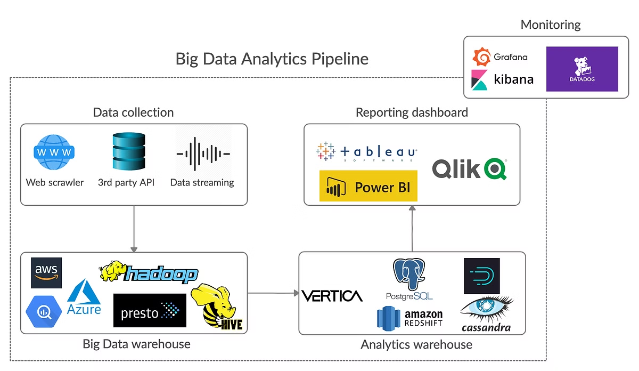 Monitoring
Grafana
kibana
DATADOG
Big Data Analytics Pipeline
Data collection
WWW
Web scrawler
3rd party API
Data streaming
Reporting dashboard
tableau
SOFTWARE
Power BI
Qlik
aws
Azure
hadoop
presto
HIVE
Big Data warehouse
VERTICA
PostgreSQL
amazon
REDSHIFT
cassandra
Analytics warehouse